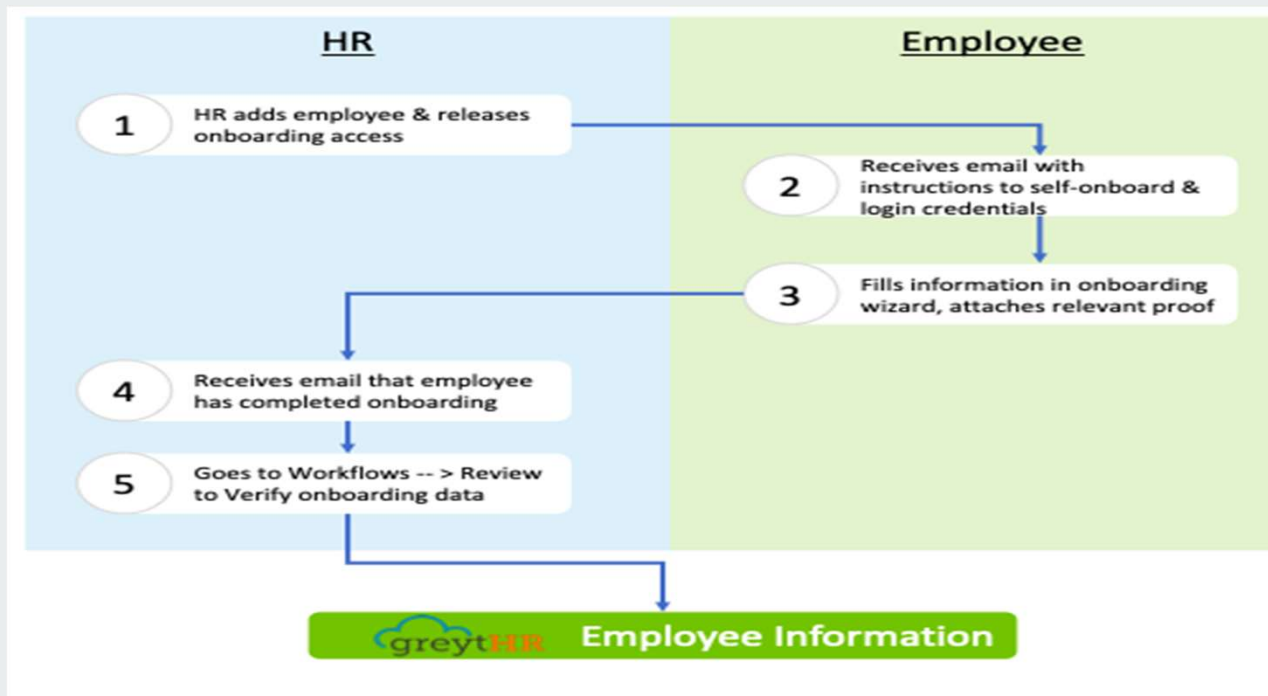 HR
Employee
1
HR adds employee & releases
onboarding access
2
Receives email with
instructions to self-onboard &
login credentials
3
Fills information in onboarding
wizard, attaches relevant proof
4
Receives email that employee
has completed onboarding
5
Goes to Workflows -- > Review
to Verify onboarding data
greytHR Employee Information